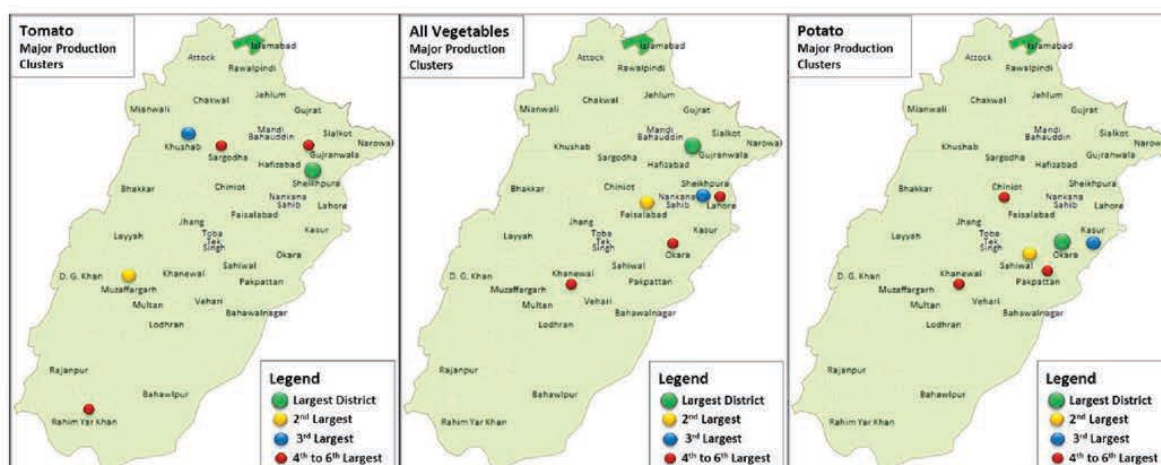 Tomato
Major Production
Clusters
Islamabad
Attock
Rawalpindi
Jehlum
Chakwal
Mianwali
Gujrat
Mandi
Bahauddin
Sialkot
Narowal
Khushab
Sargodha
Gujranwala
Hafizabad
Sheikhpura
Bhakkar
Chiniot
Nankana
Sahib
Lahore
Faisalabad
Jhang
Kasur
Layyah
Toba
Tek
Singh
Okara
D. G. Khan
Khanewal
Sahiwal
Muzaffargarh
Pakpattan
Multan
Vehari
Bahawalnagar
Lodhran
Rajanpur
Bahawlpur
Rahim Yar Khan
Legend
Largest District
2nd Largest
3rd Largest
4th to 6th Largest
All Vegetables
Major Production
Clusters
Islamabad
Attock
Rawalpindi
Jehlum
Chakwal
Mianwali
Gujrat
Mandi
Bahauddin
Sialkot
Narowal
Khushab
Gujranwala
Sargodha
Hafizabad
Sheikhpura
Bhakkar
Chiniot
Nankana
Sahib
Lahore
Faisalabad
Jhang
Kasur
Layyah
Toba
Tek
Singh
Okara
D. G. Khan
Khanewal
Sahiwal
Muzaffargarh
Pakpattan
Multan
Vehari
Bahawalnagar
Lodhran
Rajanpur
Bahawlpur
Rahim Yar Khan
Legend
Largest District
2nd Largest
3rd Largest
4th to 6th Largest
Potato
Major Production
Clusters
Islamabad
Attock
Rawalpindi
Jehlum
Chakwal
Mianwali
Gujrat
Mandi
Bahauddin
Sialkot
Narowal
Khushab
Gujranwala
Sargodha
Hafizabad
Sheikhpura
Bhakkar
Chiniot
Nankana
Sahib
Lahore
Faisalabad
Jhang
Kasur
Layyah
Toba
Tek
Singh
Okara
D. G. Khan
Khanewal
Sahiwal
Muzaffargarh
Pakpattan
Multan
Vehari
Bahawalnagar
Lodhran
Rajanpur
Bahawlpur
Rahim Yar Khan
Legend
Largest District
2nd Largest
3rd Largest
4th to 6th Largest